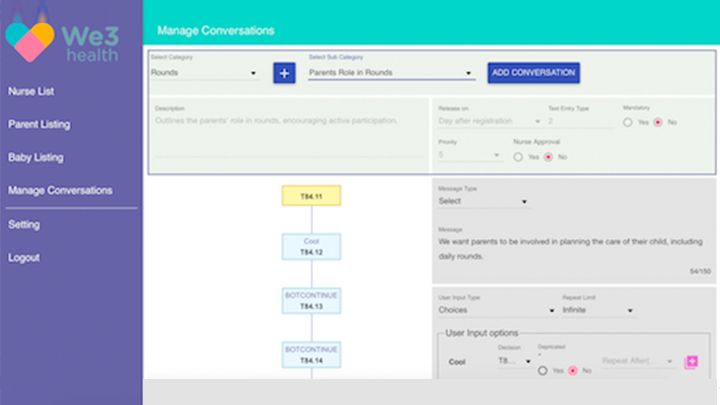 We3
health
Manage Conversations
Nurse List
Parent Listing
Baby Listing
Manage Conversations
Setting
Logout
Select Category
Rounds
+
Select Sub Category
Parents Role in Rounds
ADD CONVERSATION
Description
Outlines the parents' role in rounds, encouraging active participation.
Release on
Day after registration
Text Entry Type
2
Mandatory
Yes No
Priority
5
Nurse Approval
Yes No
T84.11
Cool
T84.12
BOTCONTINUE
T84.13
BOTCONTINUE
T84.14
Message Type
Select
Message
We want parents to be involved in planning the care of their child, including
daily rounds.
54/150
User Input Type
Choices
Repeat Limit
Infinite
User Input options
Cool
Decision
T8...
Depricated
Yes No
Repeat After(...